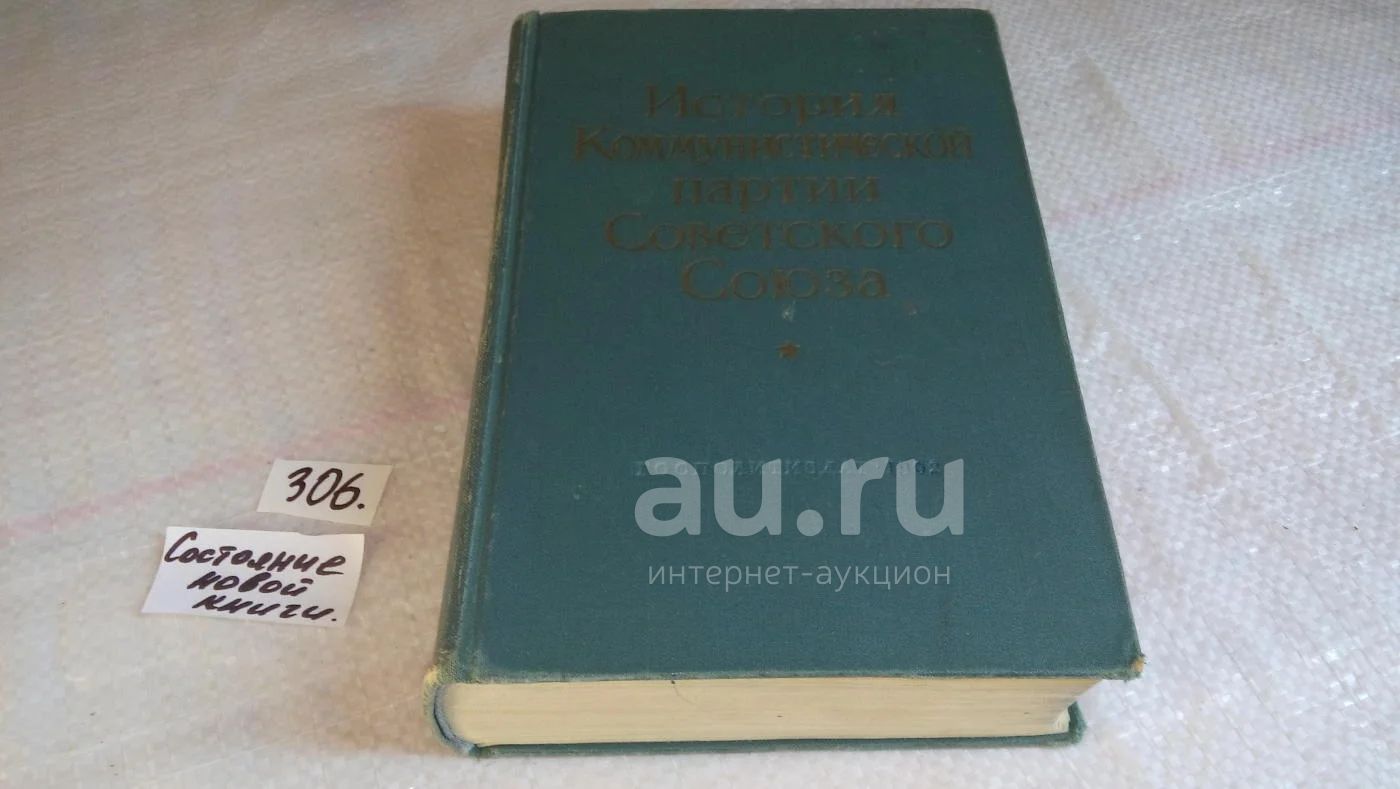 История
Коммунистической
партии
Советского
Союза
306.
Состояние
новой
книги.
au.ru
интернет-аукцион